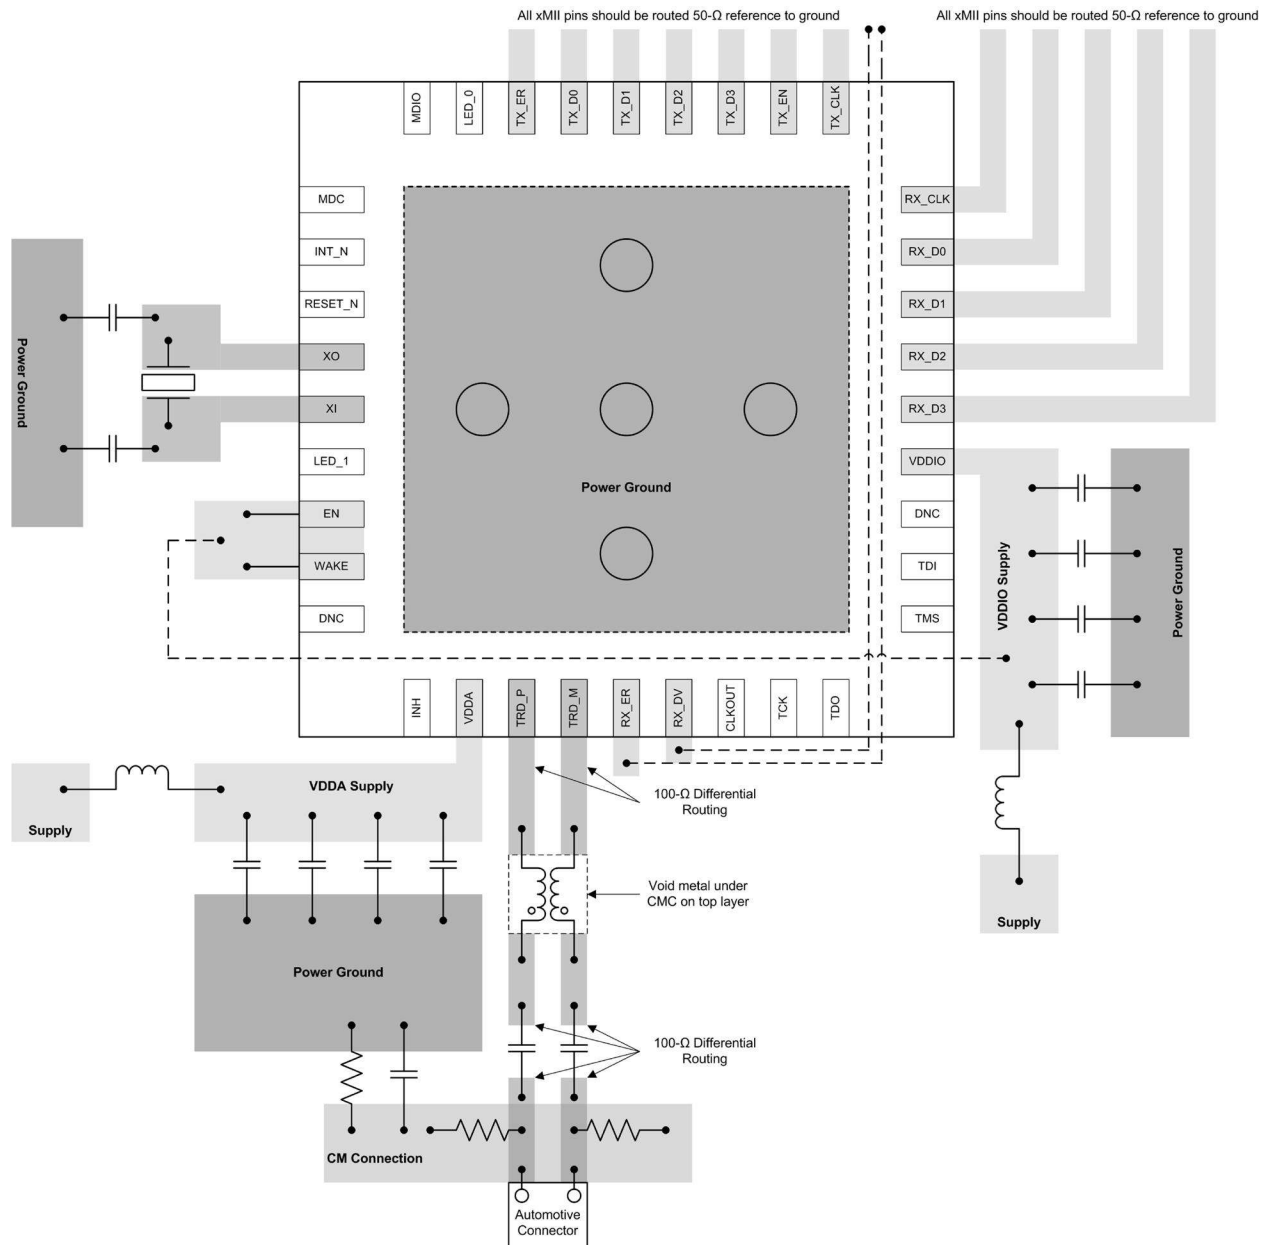 All xMII pins should be routed 50-Ω reference to ground
All xMII pins should be routed 50-Ω reference to ground
MDIO
LED_0
TX_ER
TX_D0
TX_D1
TX_D2
TX_D3
TX_EN
TX_CLK
MDC
INT_N
RESET_N
XO
XI
LED_1
EN
WAKE
DNC
Power Ground
Power Ground
RX_CLK
RX_D0
RX_D1
RX_D2
RX_D3
VDDIO
DNC
TDI
TMS
VDDIO Supply
Power Ground
INH
VDDA
TRD_P
TRD_M
RX_ER
RX_DV
CLKOUT
TCK
TDO
Supply
VDDA Supply
100-Ω Differential
Routing
Void metal under
CMC on top layer
Supply
Power Ground
100-Ω Differential
Routing
CM Connection
Automotive
Connector